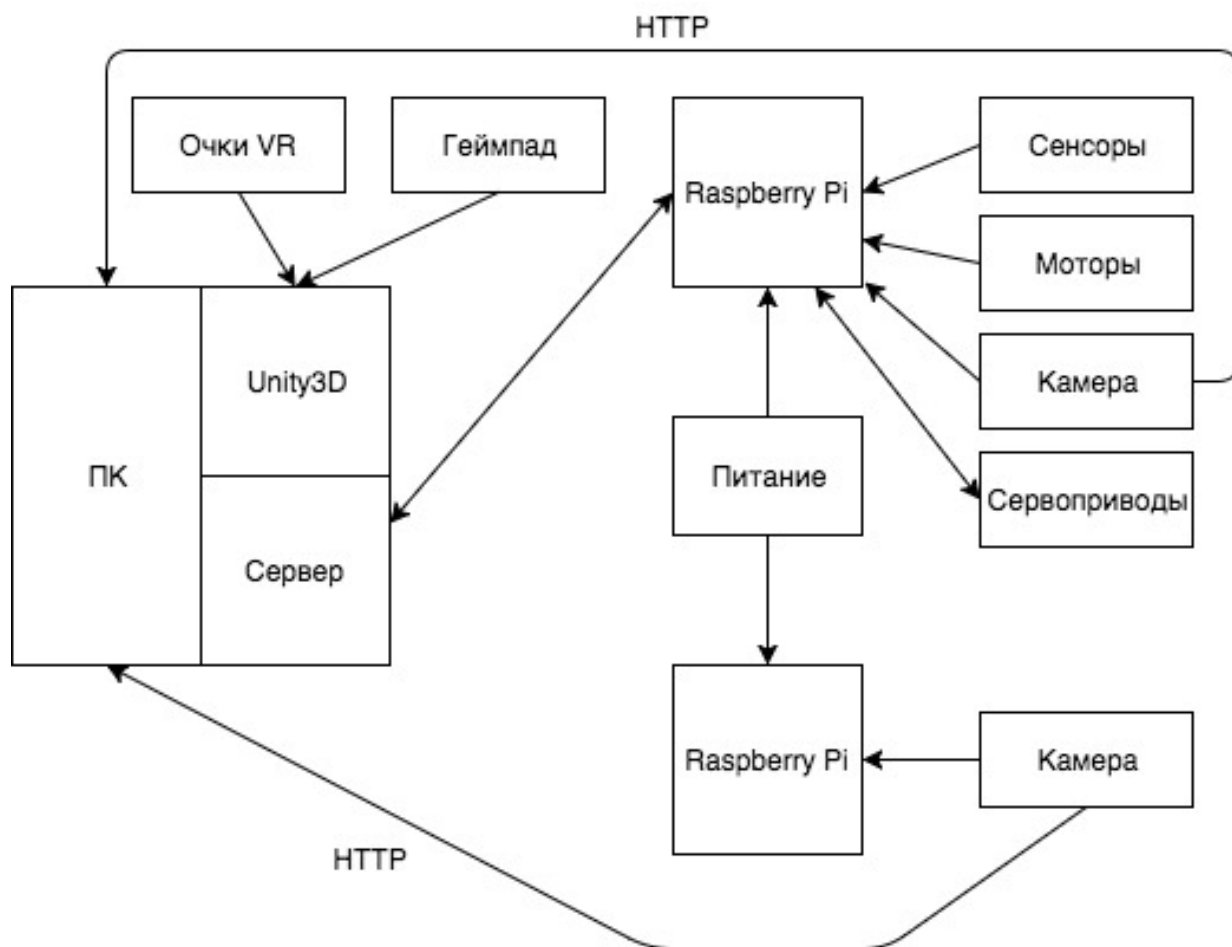 HTTP
Очки VR
Геймпад
Raspberry Pi
Сенсоры
Моторы
Unity3D
Камера
ПК
Питание
Сервоприводы
Сервер
Raspberry Pi
Камера
HTTP